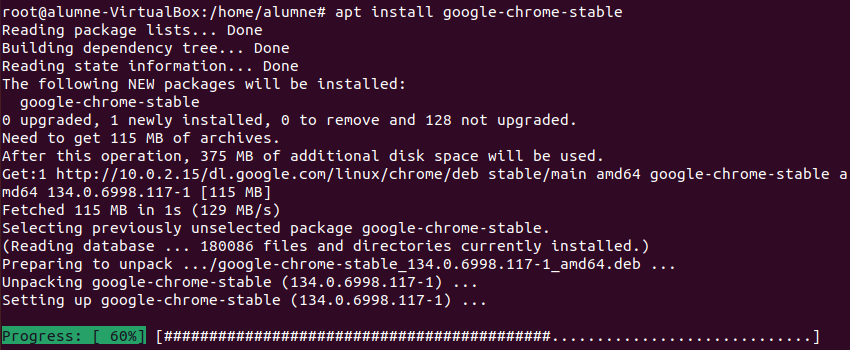 root@alumne-VirtualBox:/home/alumne# apt install google-chrome-stable
Reading package lists... Done
Building dependency tree... Done
Reading state information... Done
The following NEW packages will be installed:
  google-chrome-stable
0 upgraded, 1 newly installed, 0 to remove and 128 not upgraded.
Need to get 115 MB of archives.
After this operation, 375 MB of additional disk space will be used.
Get:1 http://10.0.2.15/dl.google.com/linux/chrome/deb stable/main amd64 google-chrome-stable a
md64 134.0.6998.117-1 [115 MB]
Fetched 115 MB in 1s (129 MB/s)
Selecting previously unselected package google-chrome-stable.
(Reading database ... 180086 files and directories currently installed.)
Preparing to unpack .../google-chrome-stable_134.0.6998.117-1_amd64.deb ...
Unpacking google-chrome-stable (134.0.6998.117-1) ...
Setting up google-chrome-stable (134.0.6998.117-1) ...
Progress: [ 60%] [###########################################.............................]